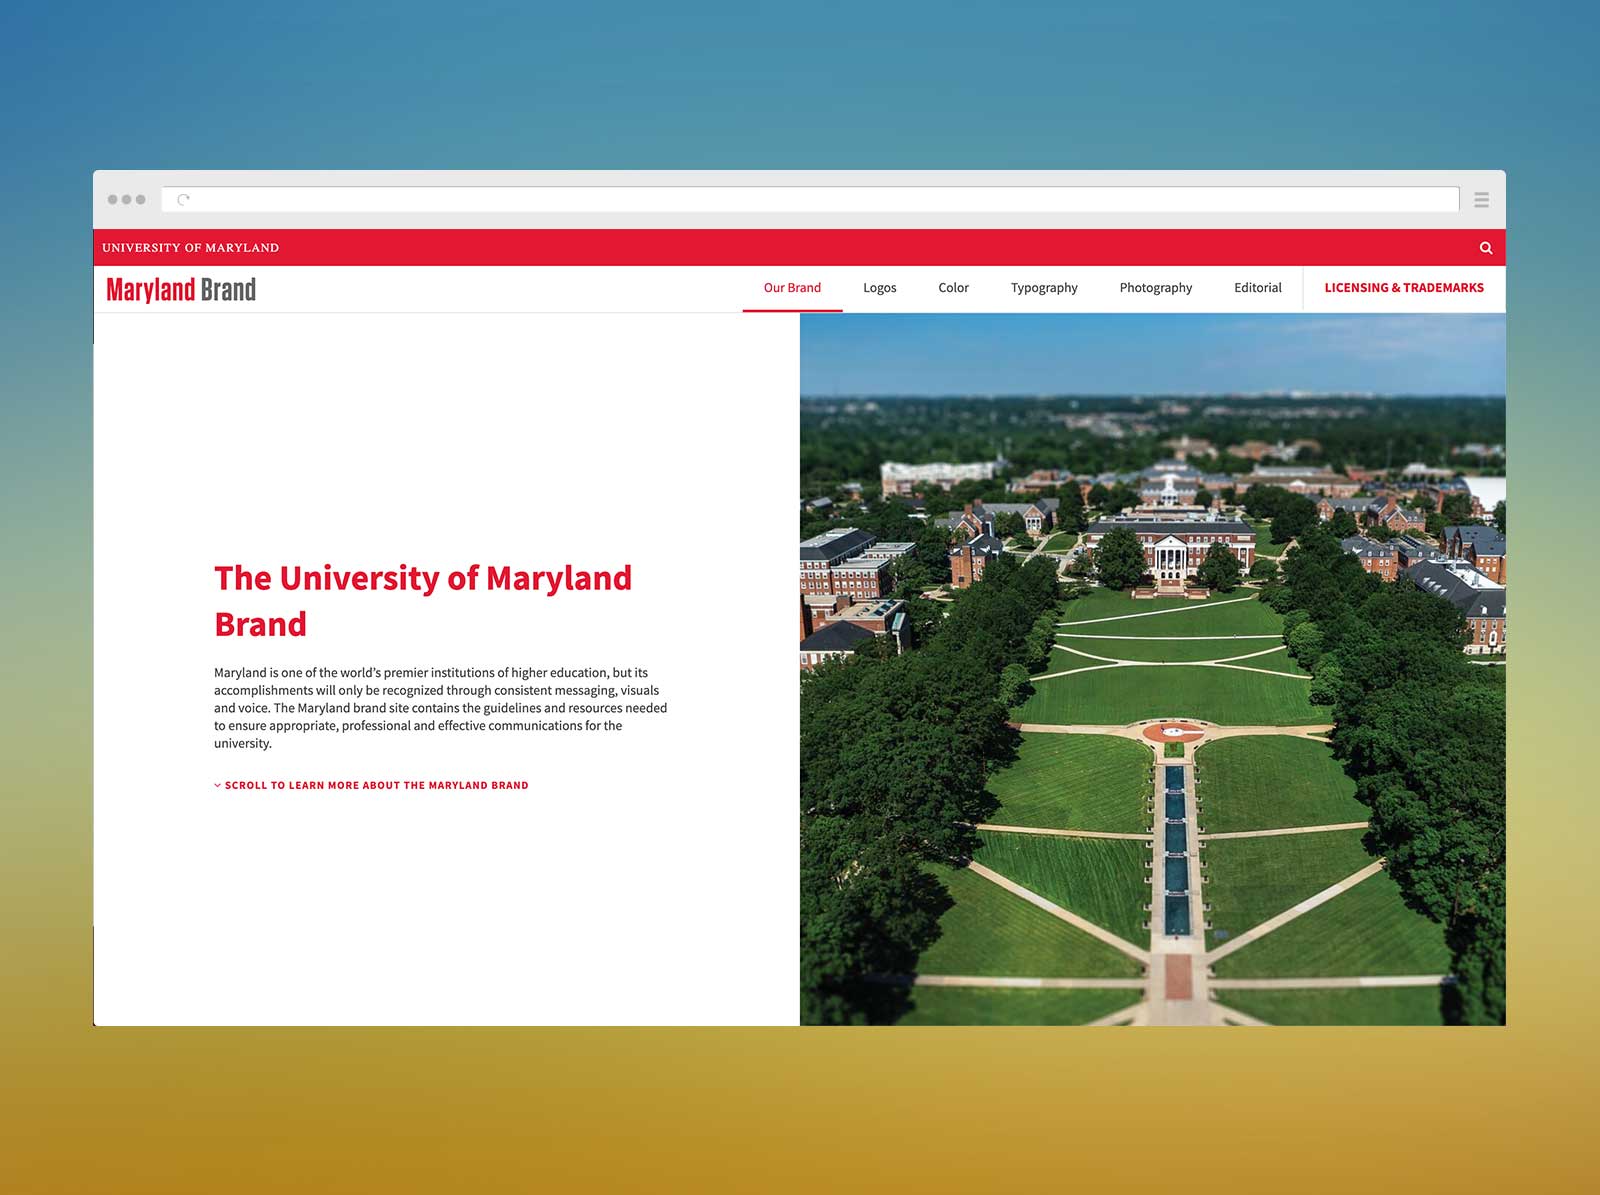 UNIVERSITY OF MARYLAND
Maryland Brand
Our Brand
Logos
Color
Typography
Photography
Editorial
LICENSING & TRADEMARKS
The University of Maryland
Brand
Maryland is one of the world’s premier institutions of higher education, but its
accomplishments will only be recognized through consistent messaging, visuals
and voice. The Maryland brand site contains the guidelines and resources needed
to ensure appropriate, professional and effective communications for the
university.
SCROLL TO LEARN MORE ABOUT THE MARYLAND BRAND